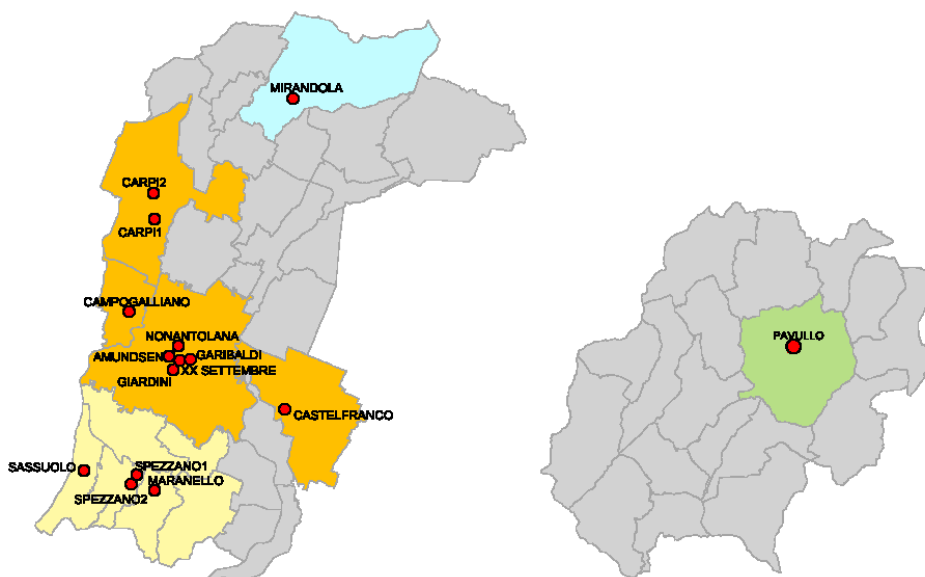 MIRANDOLA
CARPI2
CARPI1
CAMPOGALLIANO
NONANTOLANA
AMUNDSEN
GARIBALDI
XX SETTEMBRE
GIARDINI
CASTELFRANCO
SASSUOLO
SPEZZANO1
MARANELLO
SPEZZANO2
PAVULLO